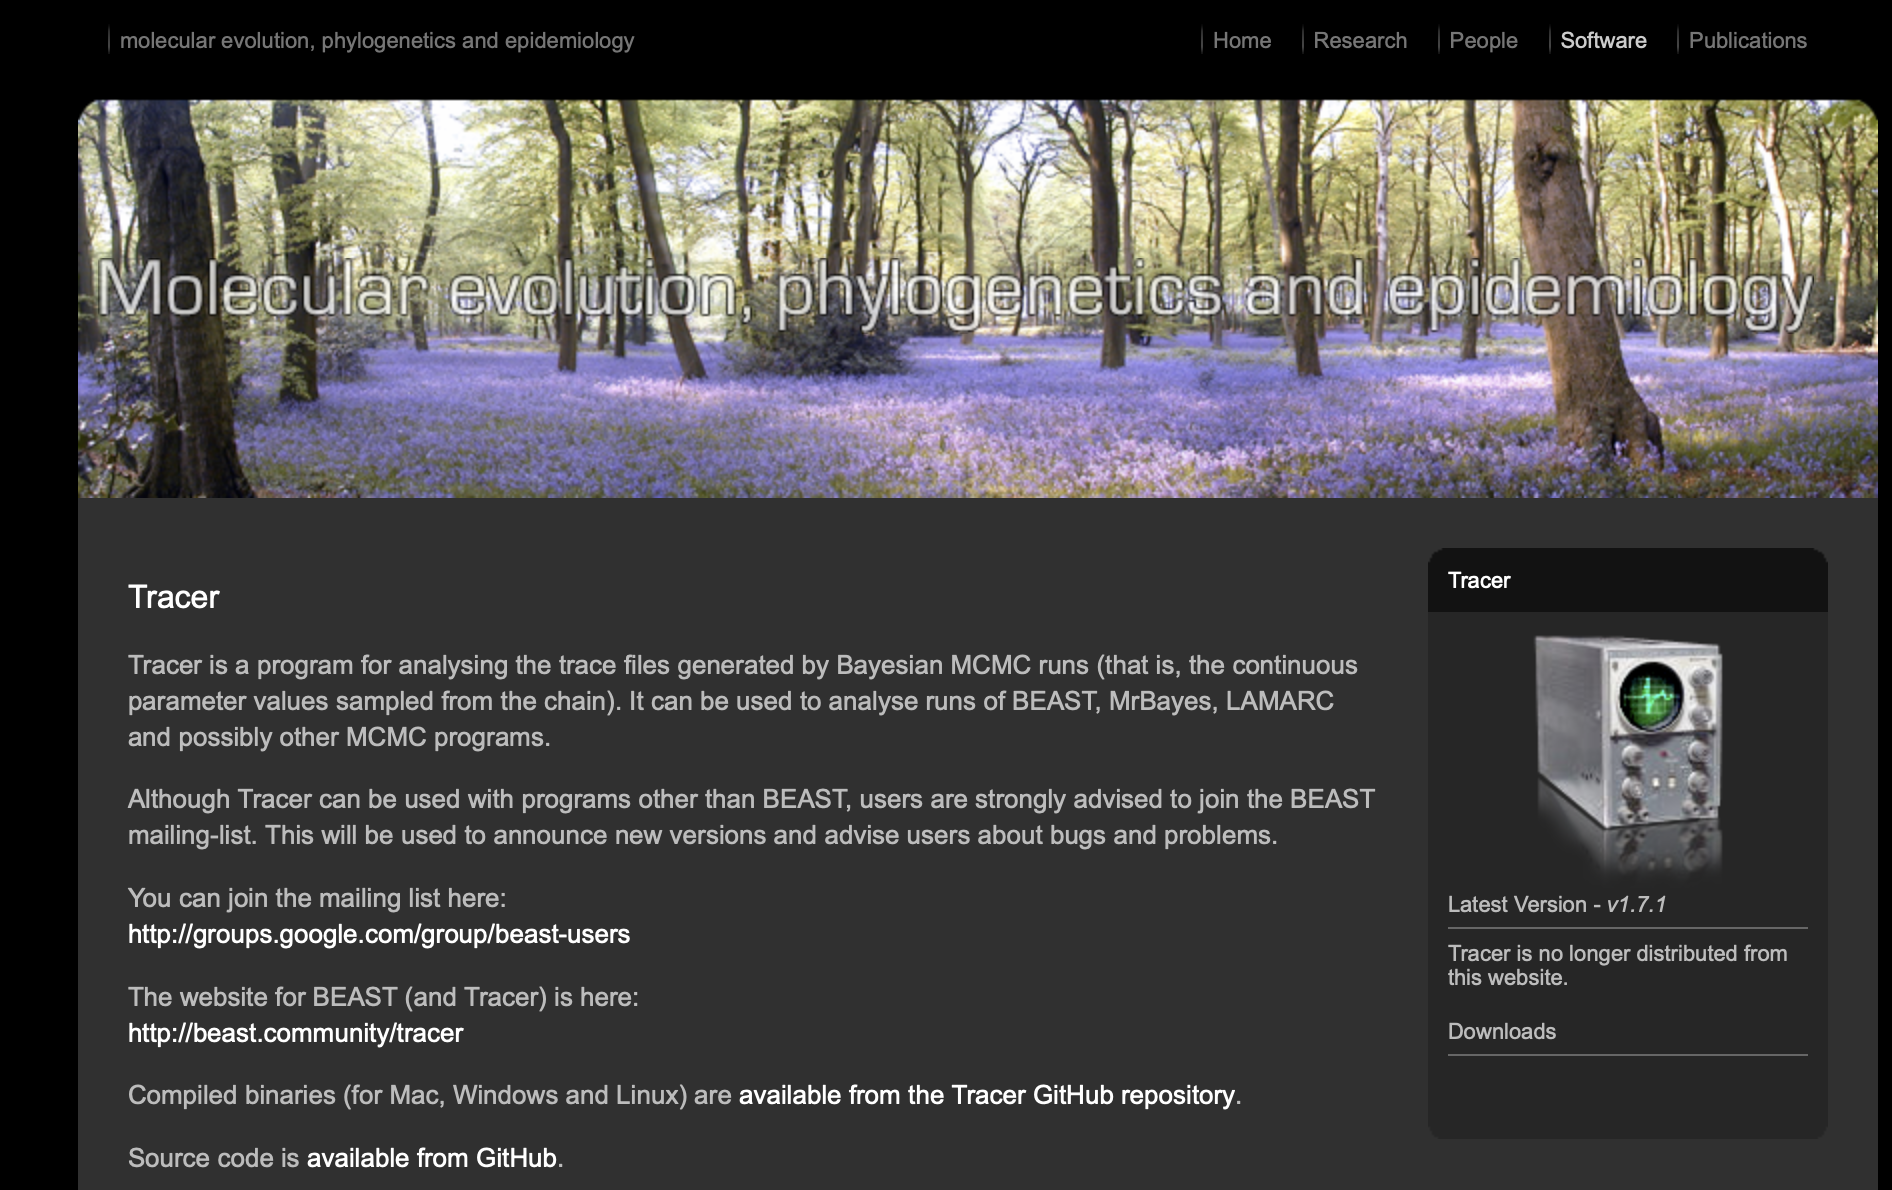 molecular evolution, phylogenetics and epidemiology
Home
Research
People
Software
Publications
Molecular evolution, phylogenetics and epidemiology
Tracer
Tracer is a program for analysing the trace files generated by Bayesian MCMC runs (that is, the continuous
parameter values sampled from the chain). It can be used to analyse runs of BEAST, MrBayes, LAMARC
and possibly other MCMC programs.
Although Tracer can be used with programs other than BEAST, users are strongly advised to join the BEAST
mailing-list. This will be used to announce new versions and advise users about bugs and problems.
You can join the mailing list here:
http://groups.google.com/group/beast-users
The website for BEAST (and Tracer) is here:
http://beast.community/tracer
Compiled binaries (for Mac, Windows and Linux) are available from the Tracer GitHub repository.
Source code is available from GitHub.
Tracer
Latest Version - v1.7.1
Tracer is no longer distributed from
this website.
Downloads